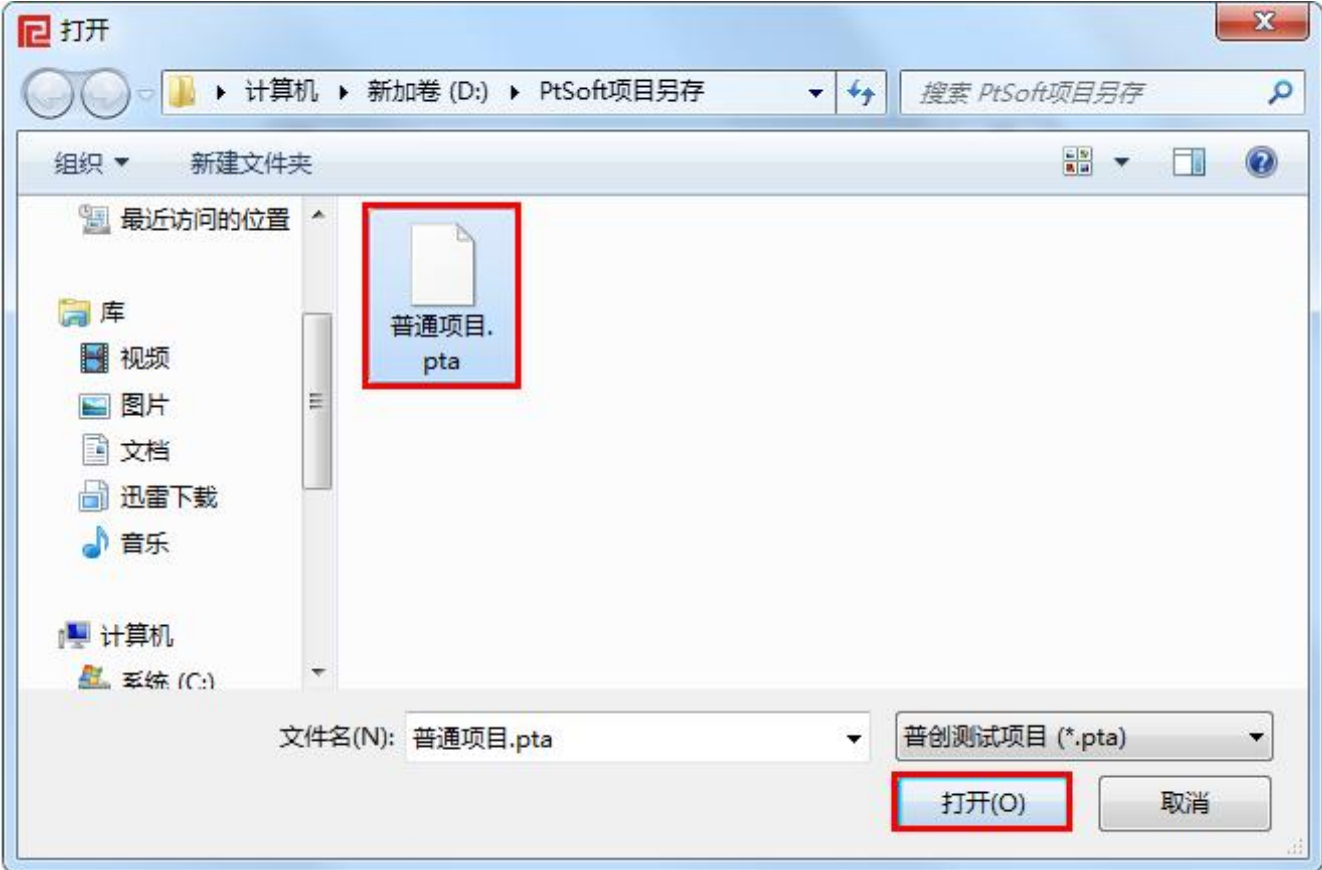 打开
计算机 新加卷 (D:) PtSoft项目另存
搜索 PtSoft项目另存
组织 新建文件夹
最近访问的位置
库
视频
图片
文档
迅雷下载
音乐
计算机
系统 (C:)
普通项目.
pta
文件名(N): 普通项目.pta
普创测试项目 (*.pta)
打开(O) 取消